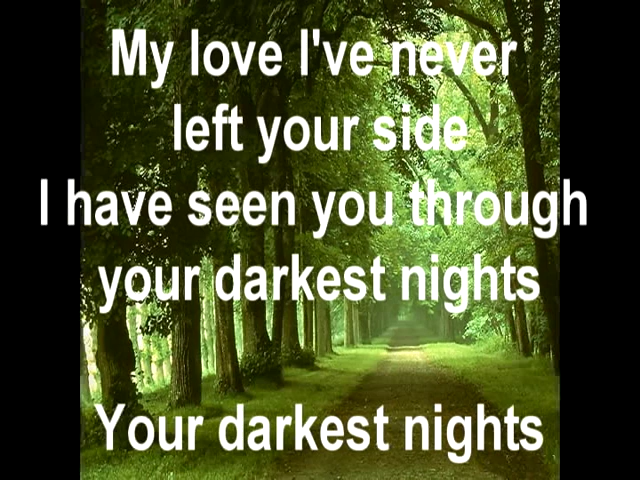 My love I've never
left your side
I have seen you through
your darkest nights
Your darkest nights